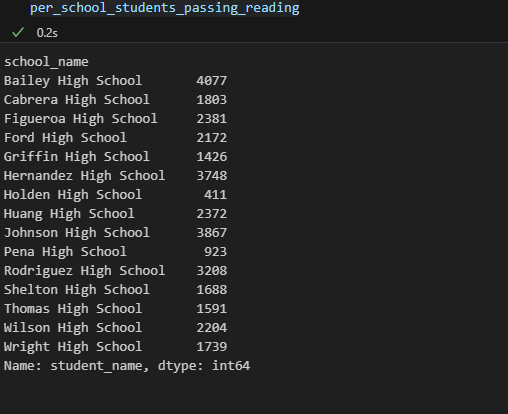 per_school_students_passing_reading
✓ 0.2s
school_name
Bailey High School       4077
Cabrera High School      1803
Figueroa High School     2381
Ford High School         2172
Griffin High School      1426
Hernandez High School    3748
Holden High School        411
Huang High School        2372
Johnson High School      3867
Pena High School          923
Rodriguez High School    3208
Shelton High School      1688
Thomas High School       1591
Wilson High School       2204
Wright High School       1739
Name: student_name, dtype: int64